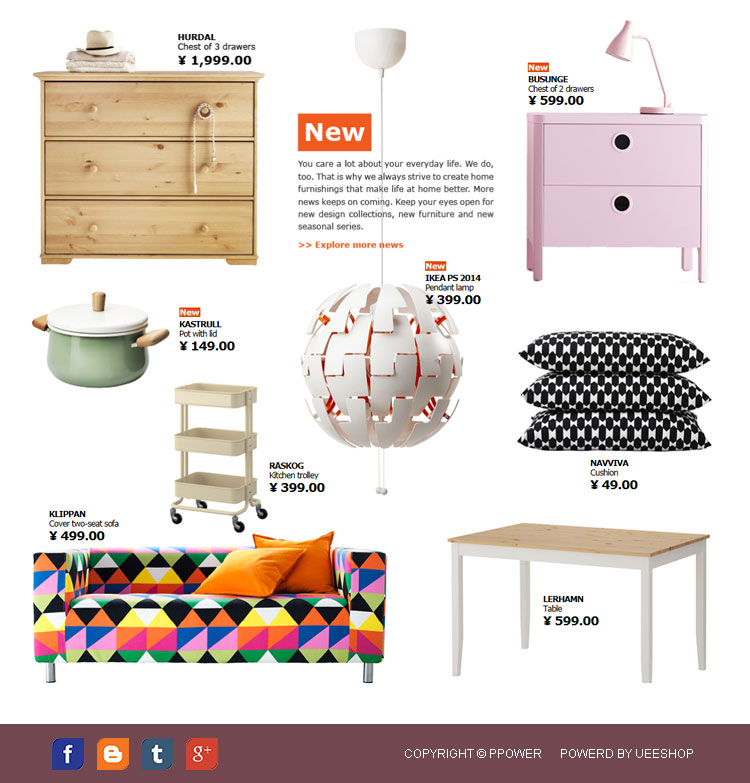 HURDAL
Chest of 3 drawers
¥ 1,999.00
New
BUSUNGE
Chest of 2 drawers
¥ 599.00
New
You care a lot about your everyday life. We do,
too. That is why we always strive to create home
furnishings that make life at home better. More
news keeps on coming. Keep your eyes open for
new design collections, new furniture and new
seasonal series.
>> Explore more news
New
IKEA PS 2014
Pendant lamp
¥ 399.00
New
KASTRULL
Pot with lid
¥ 149.00
RASKOG
Kitchen trolley
¥ 399.00
NAVVIVA
Cushion
¥ 49.00
KLIPPAN
Cover two-seat sofa
¥ 499.00
LERHAMN
Table
¥ 599.00
f t g+ COPYRIGHT © PPOWER POWERD BY UEESHOP